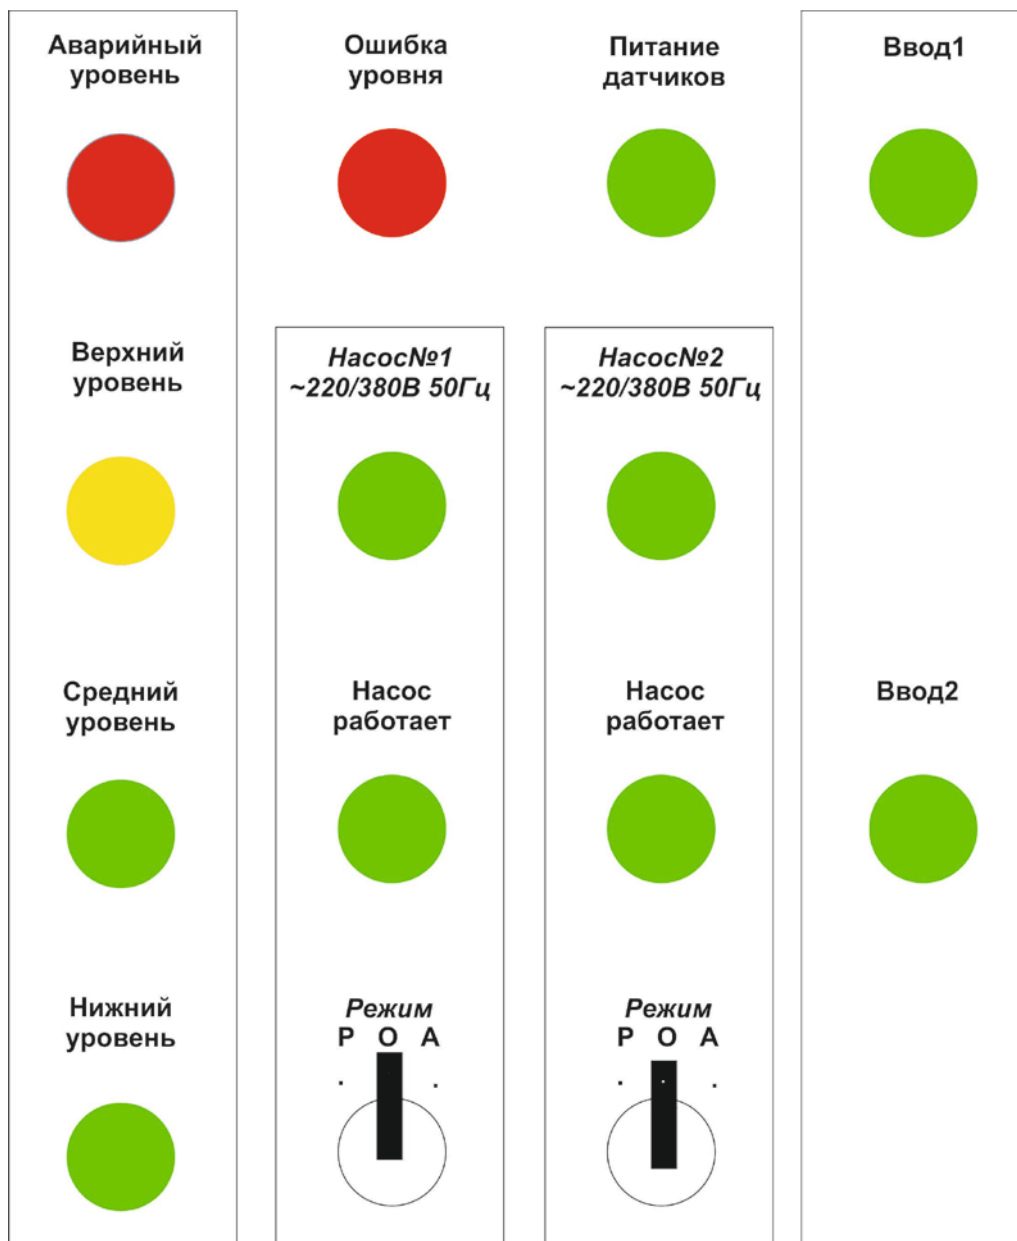 Аварийный
уровень
Ошибка
уровня
Питание
датчиков
Ввод1
Верхний
уровень
Насос№1
~220/380В 50Гц
Насос№2
~220/380В 50Гц
Средний
уровень
Насос
работает
Насос
работает
Ввод2
Нижний
уровень
Режим
Р О А
Режим
Р О А